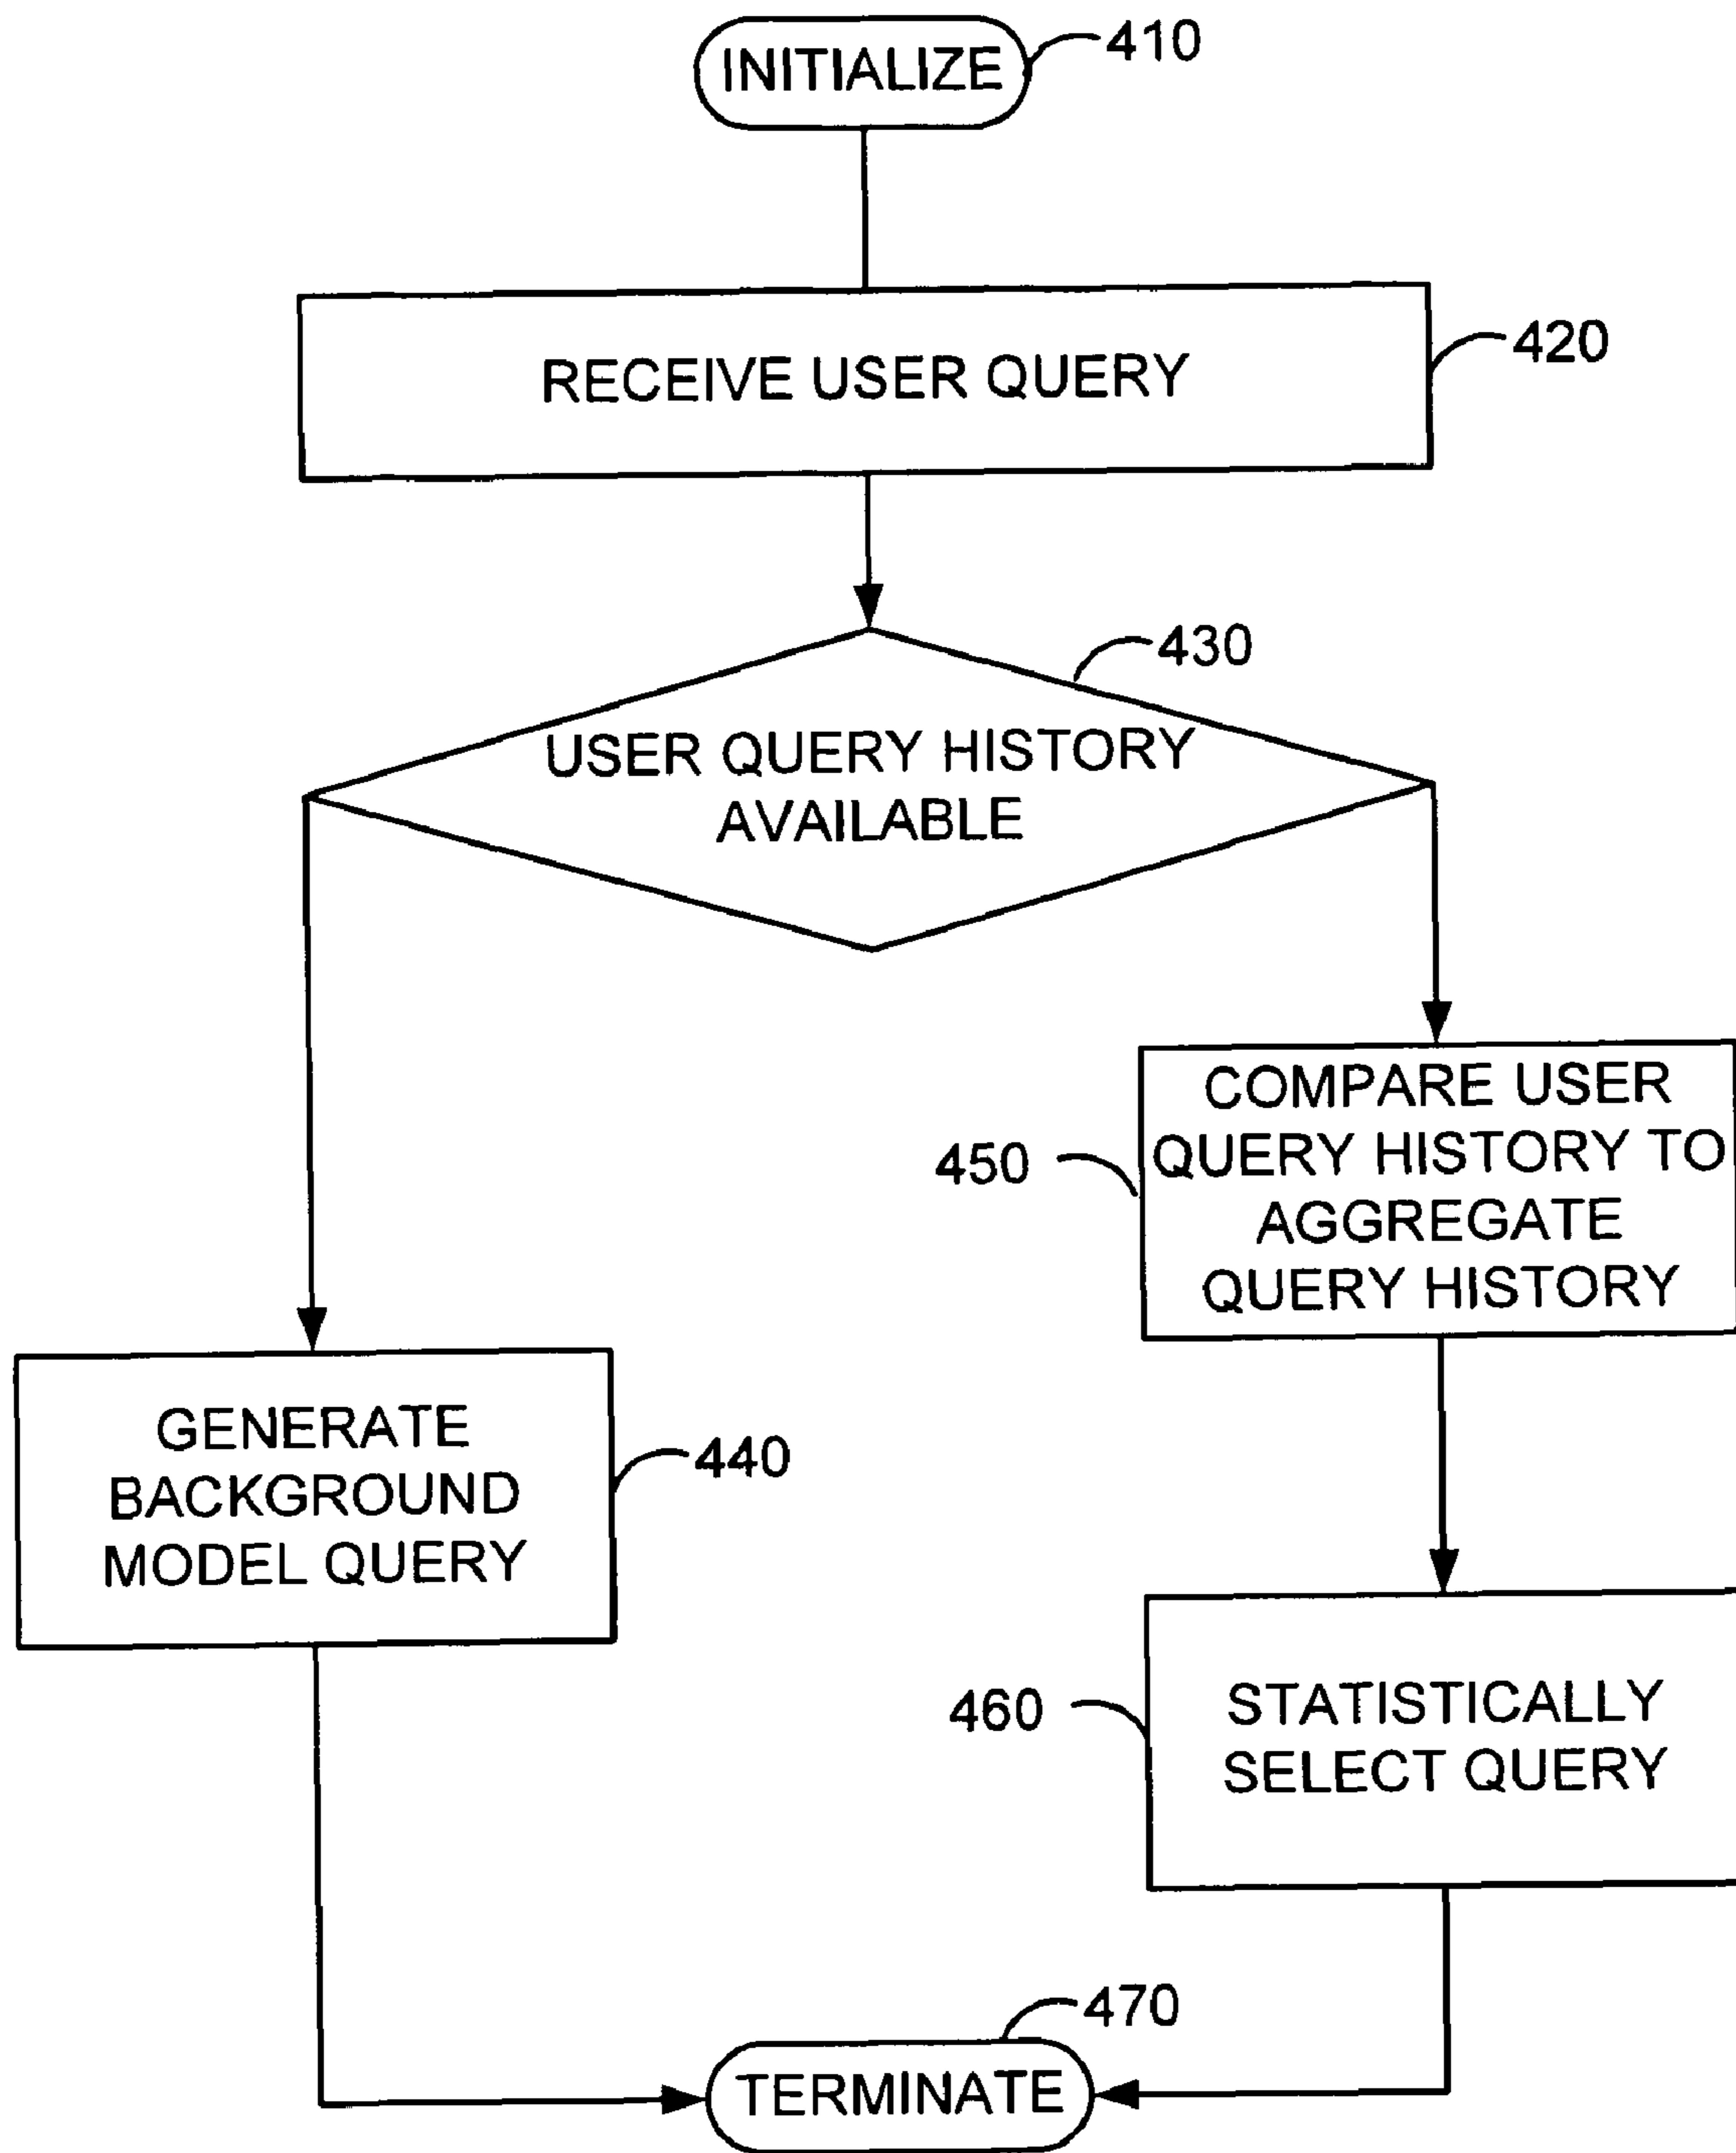 INITIALIZE
410
RECEIVE USER QUERY
420
430
USER QUERY HISTORY
AVAILABLE
COMPARE USER
QUERY HISTORY TO
AGGREGATE
QUERY HISTORY
450
GENERATE
BACKGROUND
MODEL QUERY
440
STATISTICALLY
SELECT QUERY
460
470
TERMINATE